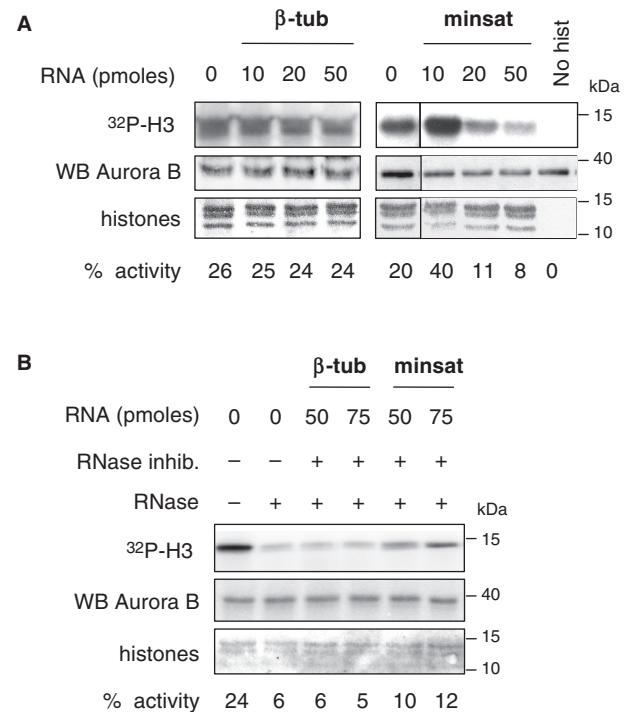 A
β-tub minsat No hist
RNA (pmoles) 0 10 20 50 0 10 20 50
kDa
32P-H3 15
WB Aurora B 40
histones 15
10
% activity 26 25 24 24 20 40 11 8 0
B
β-tub minsat
RNA (pmoles) 0 0 50 75 50 75
RNase inhib. – – + + + +
RNase – + + + + +
kDa
32P-H3 15
WB Aurora B 40
histones 15
10
% activity 24 6 6 5 10 12